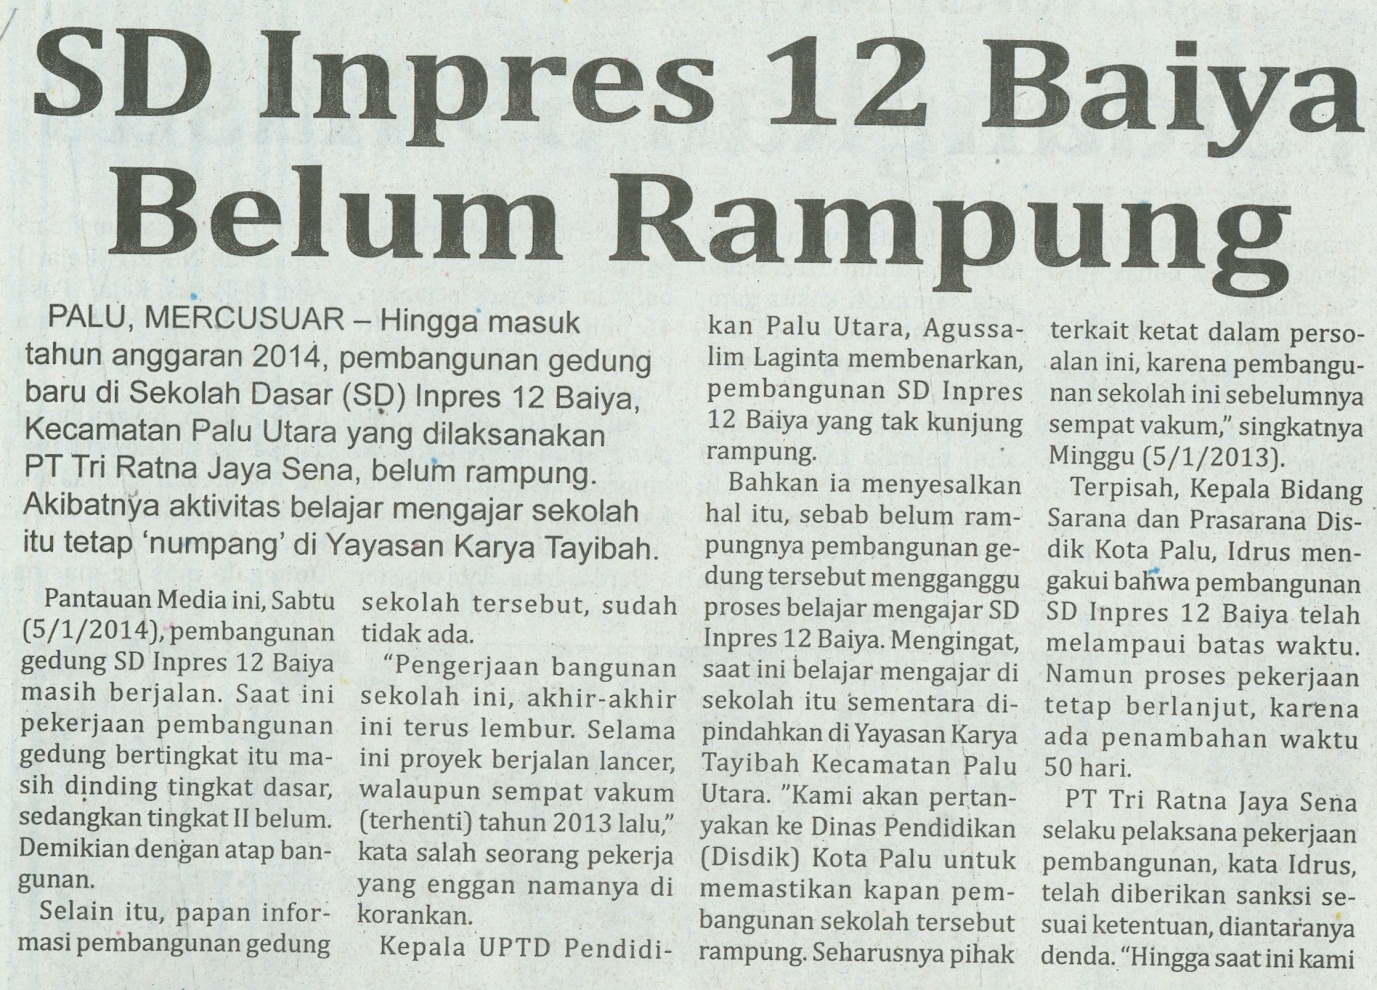 SD Inpres 12 Baiya
Belum Rampung
PALU, MERCUSUAR – Hingga masuk
tahun anggaran 2014, pembangunan gedung
baru di Sekolah Dasar (SD) Inpres 12 Baiya,
Kecamatan Palu Utara yang dilaksanakan
PT Tri Ratna Jaya Sena, belum rampung.
Akibatnya aktivitas belajar mengajar sekolah
itu tetap ‘numpang’ di Yayasan Karya Tayibah.
Pantauan Media ini, Sabtu
(5/1/2014), pembangunan
gedung SD Inpres 12 Baiya
masih berjalan. Saat ini
pekerjaan pembangunan
gedung bertingkat itu ma-
sih dinding tingkat dasar,
sedangkan tingkat II belum.
Demikian dengan atap ban-
gunan.
Selain itu, papan infor-
masi pembangunan gedung
sekolah tersebut, sudah
tidak ada.
“Pengerjaan bangunan
sekolah ini, akhir-akhir
ini terus lembur. Selama
ini proyek berjalan lancer,
walaupun sempat vakum
(terhenti) tahun 2013 lalu,”
kata salah seorang pekerja
yang enggan namanya di
korankan.
Kepala UPTD Pendidi-
kan Palu Utara, Agussa-
lim Laginta membenarkan,
pembangunan SD Inpres
12 Baiya yang tak kunjung
rampung.
Bahkan ia menyesalkan
hal itu, sebab belum ram-
pungnya pembangunan ge-
dung tersebut mengganggu
proses belajar mengajar SD
Inpres 12 Baiya. Mengingat,
saat ini belajar mengajar di
sekolah itu sementara di-
pindahkan di Yayasan Karya
Tayibah Kecamatan Palu
Utara. ”Kami akan pertan-
yakan ke Dinas Pendidikan
(Disdik) Kota Palu untuk
memastikan kapan pem-
bangunan sekolah tersebut
rampung. Seharusnya pihak
terkait ketat dalam perso-
alan ini, karena pembangu-
nan sekolah ini sebelumnya
sempat vakum,” singkatnya
Minggu (5/1/2013).
Terpisah, Kepala Bidang
Sarana dan Prasarana Dis-
dik Kota Palu, Idrus men-
gakui bahwa pembangunan
SD Inpres 12 Baiya telah
melampaui batas waktu.
Namun proses pekerjaan
tetap berlanjut, karena
ada penambahan waktu
50 hari.
PT Tri Ratna Jaya Sena
selaku pelaksana pekerjaan
pembangunan, kata Idrus,
telah diberikan sanksi se-
suai ketentuan, diantaranya
denda. “Hingga saat ini kami